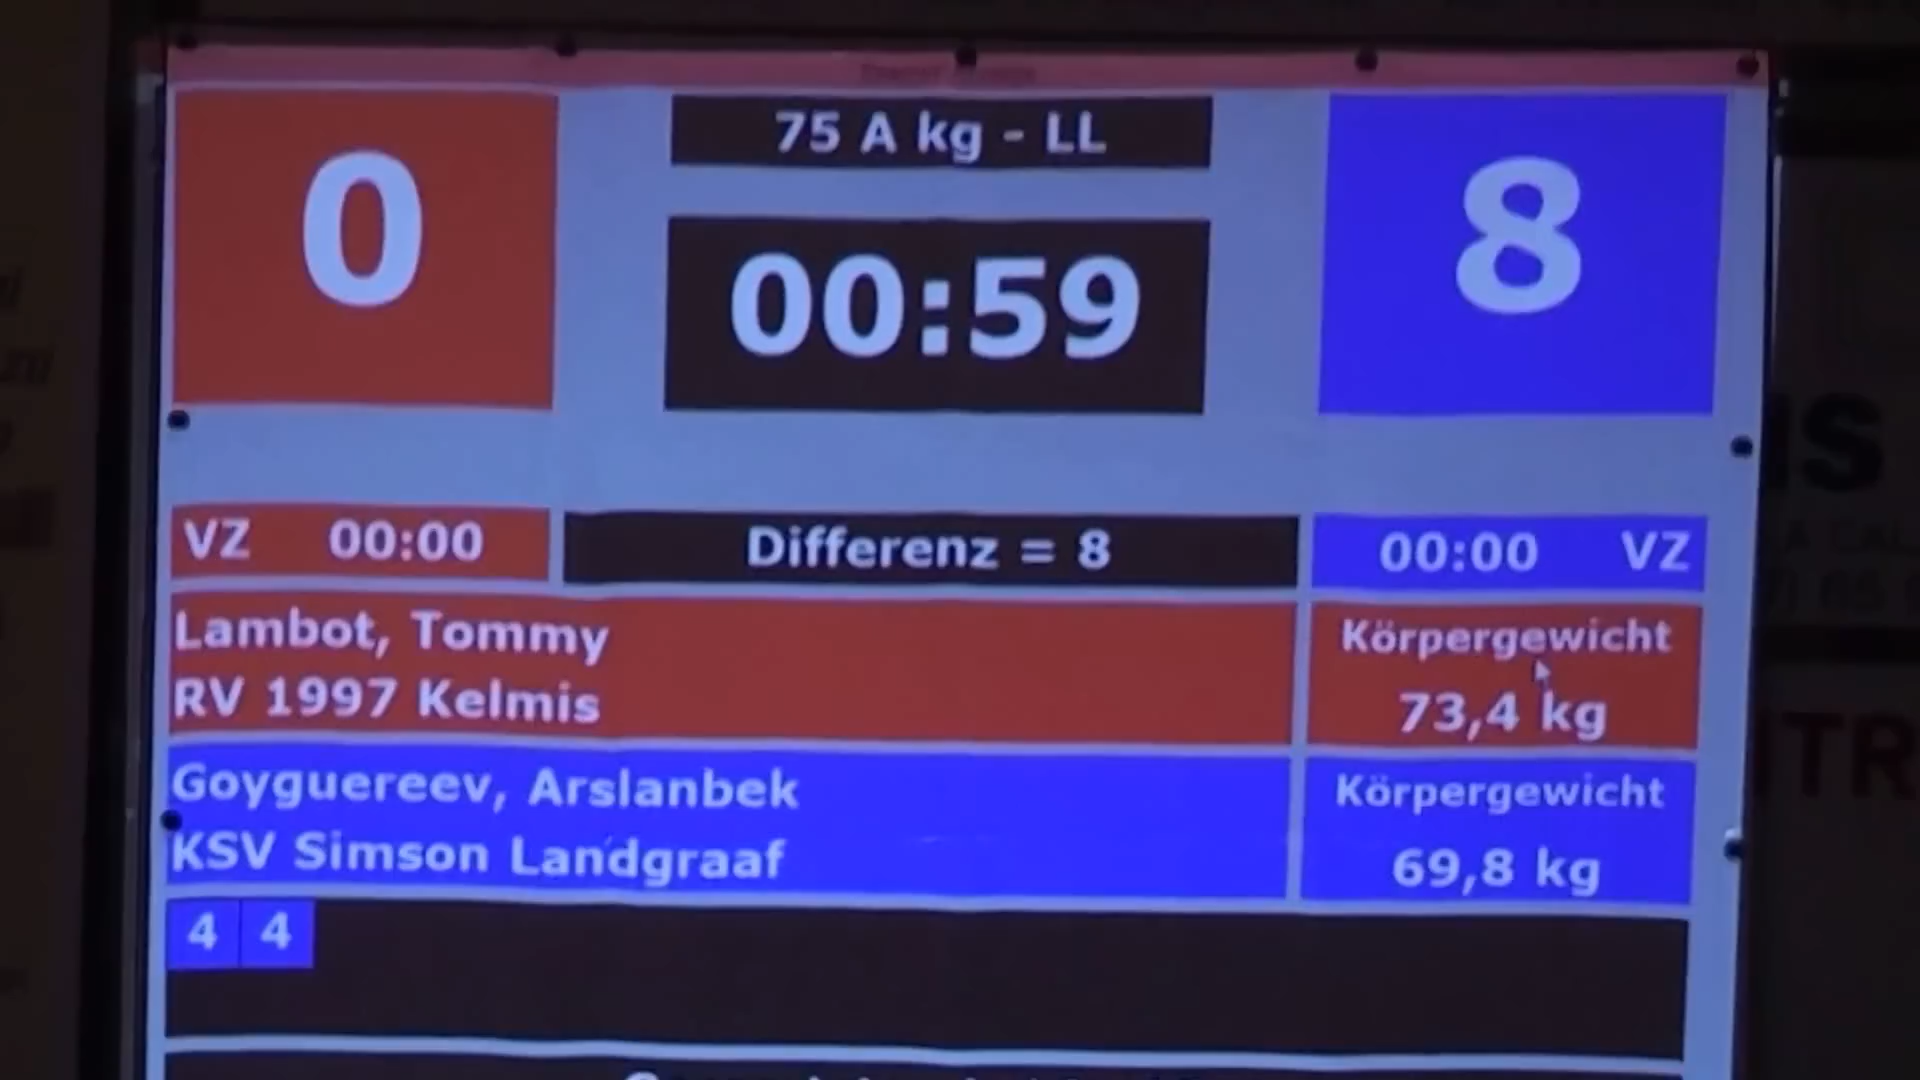 0
75 A kg - LL
8
00:59
VZ 00:00
Differenz = 8
00:00 VZ
Lambot, Tommy
RV 1997 Kelmis
Körpergewicht
73,4 kg
Goyguereev, Arslanbek
KSV Simson Landgraaf
Körpergewicht
69,8 kg
4 4